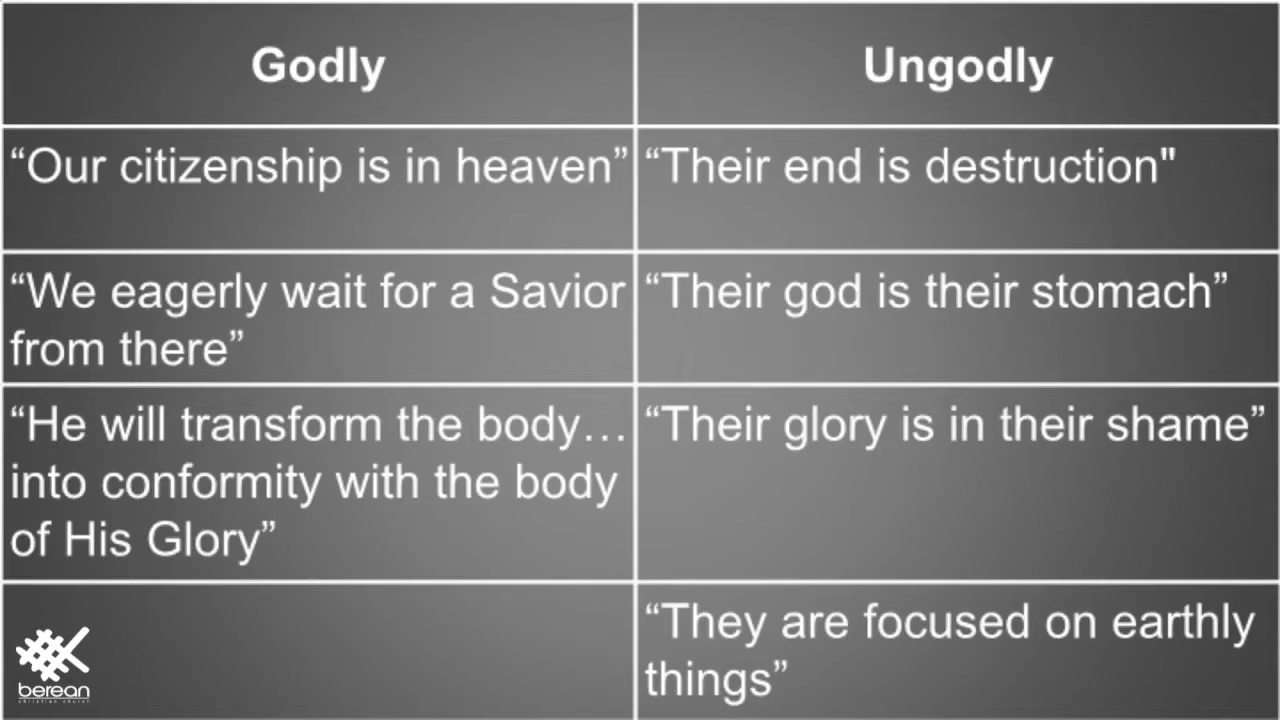 Godly
Ungodly
“Our citizenship is in heaven”
“Their end is destruction"
“We eagerly wait for a Savior
from there”
“Their god is their stomach”
“He will transform the body…
into conformity with the body
of His Glory”
“Their glory is in their shame”
“They are focused on earthly
things”
berean
christian church